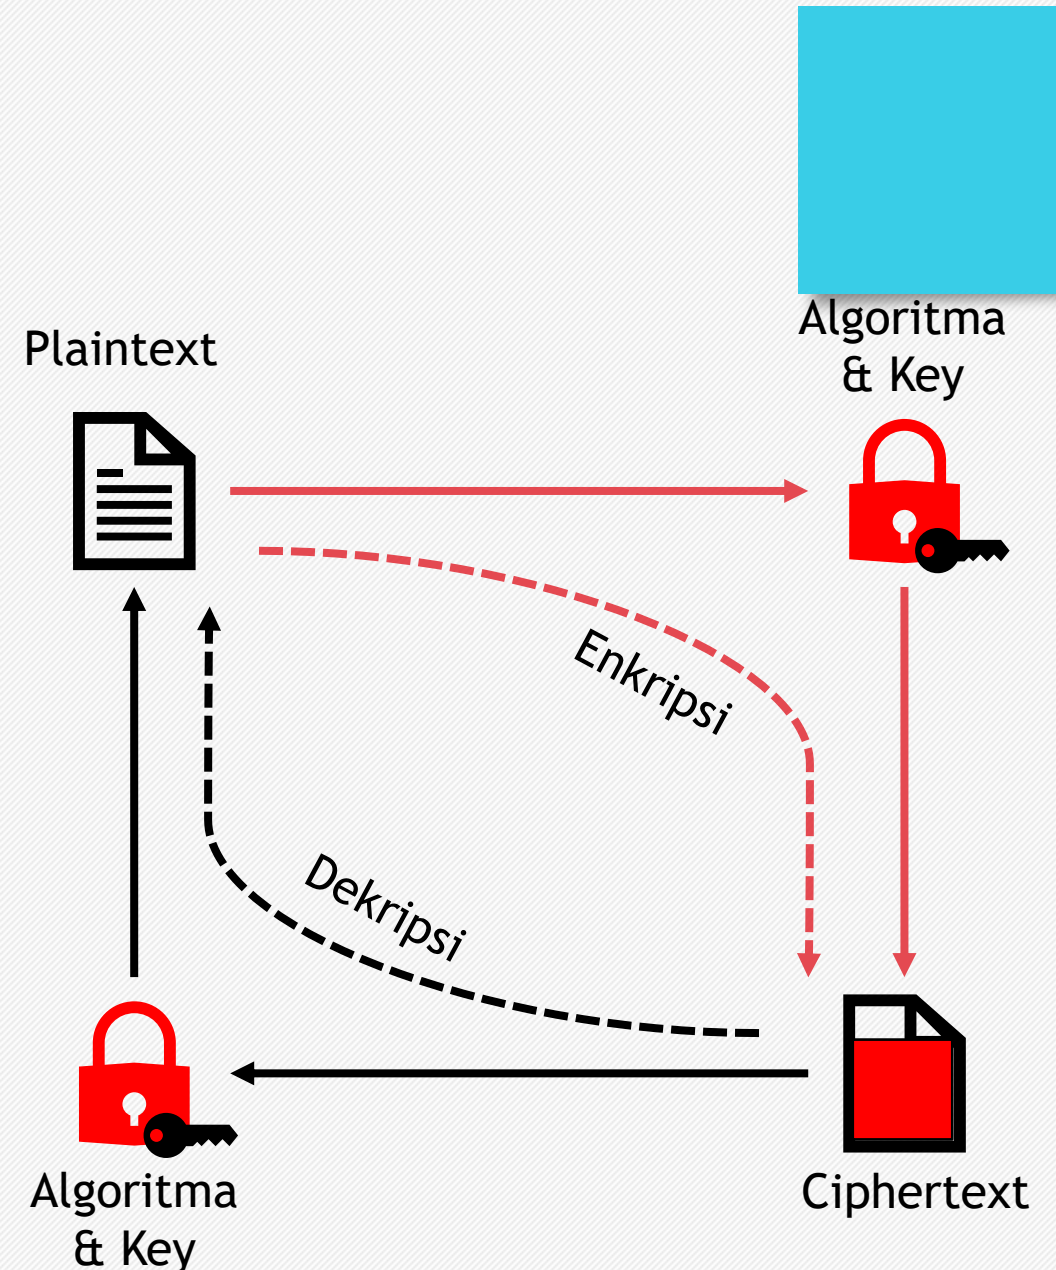 Plaintext
Algoritma
& Key
Enkripsi
Dekripsi
Algoritma
& Key
Ciphertext